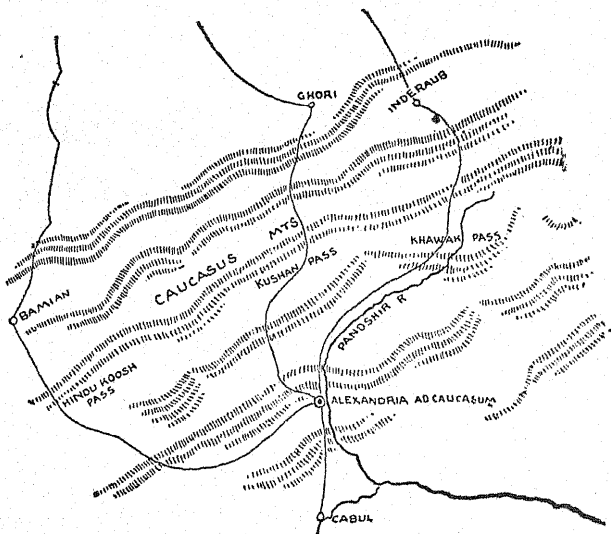 GHORI
INDERAUB
CAUCASUS MTS
KUSHAN PASS
KHAWAK PASS
BAMIAN
PANDSHIR R
HINDU KOOSH
PASS
ALEXANDRIA AD CAUCASUM
CABUL